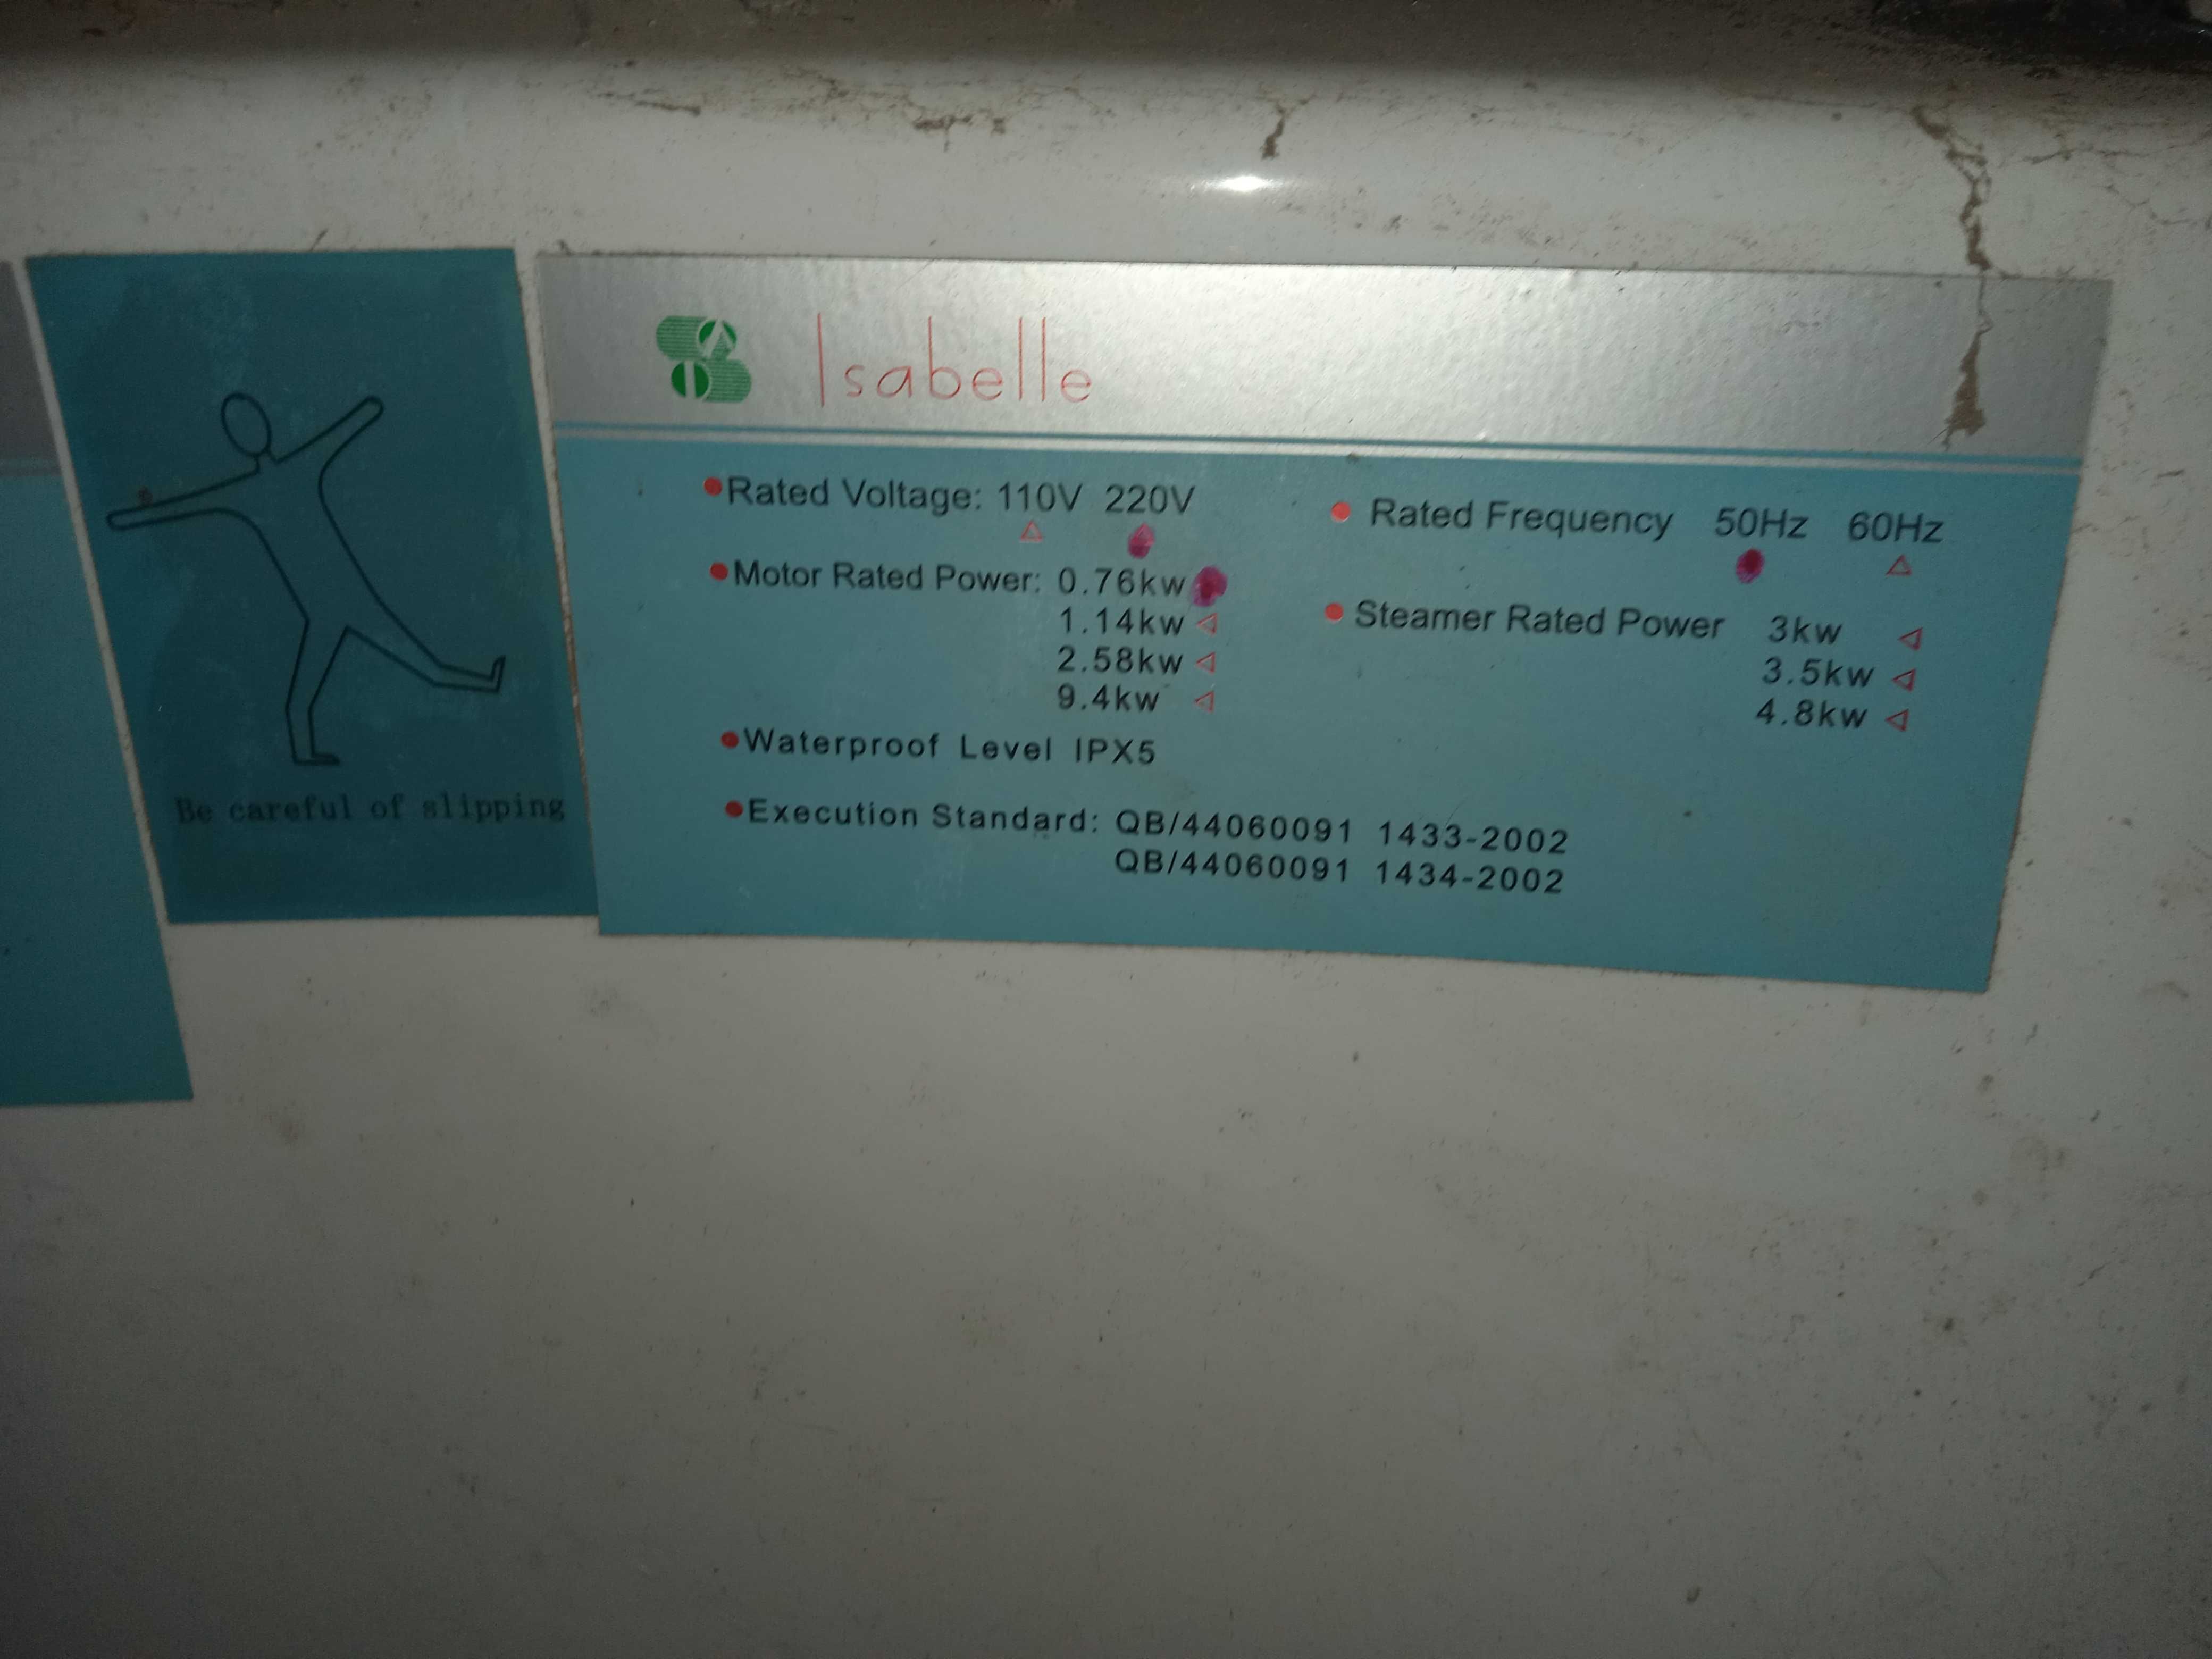 Be careful of slipping
Isabelle
Rated Voltage: 110V 220V
Motor Rated Power: 0.76kw
1.14kw
2.58kw
9.4kw
Waterproof Level IPX5
Execution Standard: QB/44060091 1433-2002
QB/44060091 1434-2002
Rated Frequency 50Hz 60Hz
Steamer Rated Power 3kw
3.5kw
4.8kw